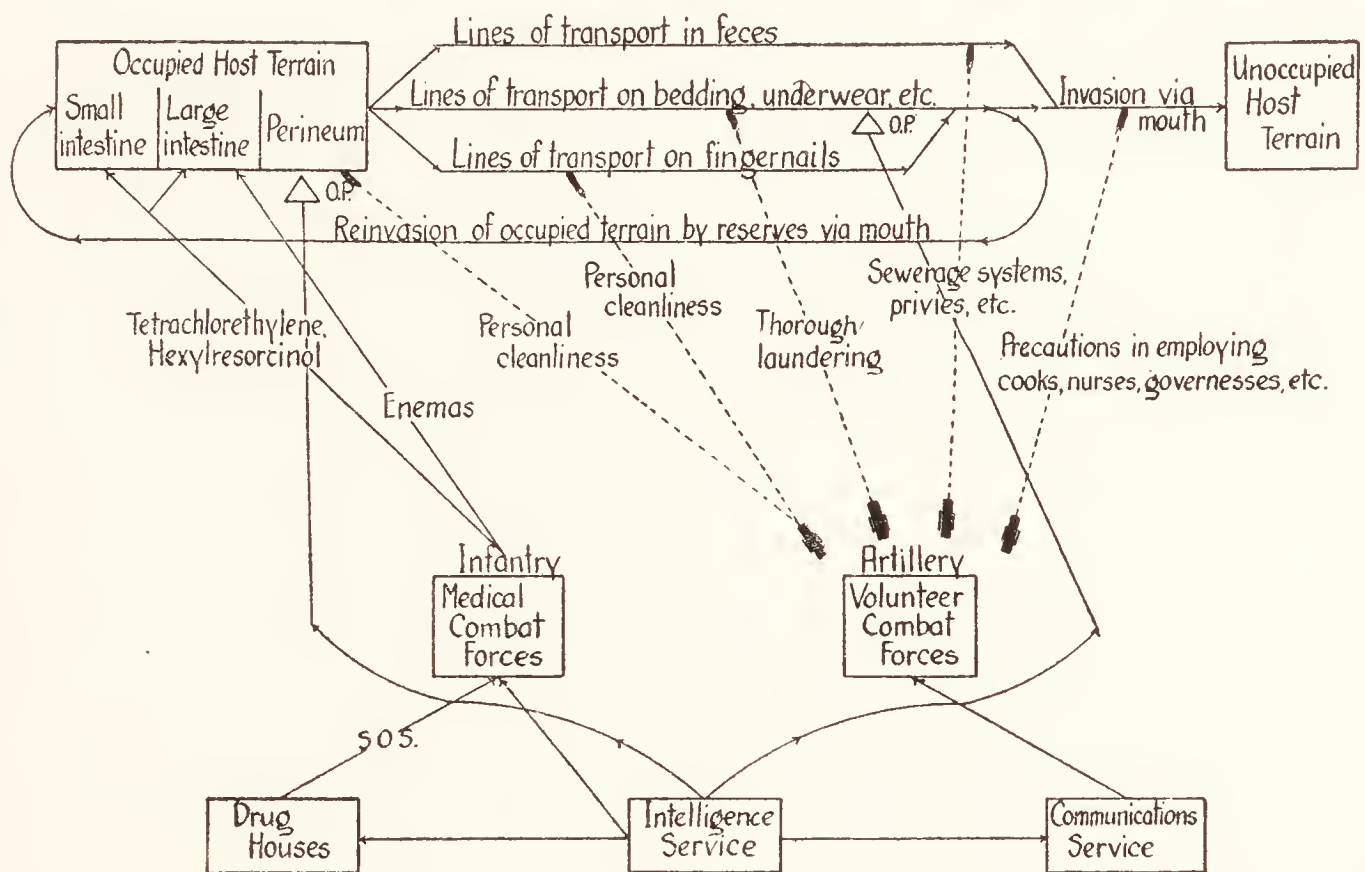 Lines of transport in feces
Occupied Host Terrain
Small
intestine
Large
intestine
Perineum
Lines of transport on bedding, underwear, etc.
O.P.
Invasion via
mouth
Unoccupied
Host
Terrain
Lines of transport on fingernails
O.P.
Reinvasion of occupied terrain by reserves via mouth
Tetrachlorethylene,
Hexylresorcinol
Enemas
Personal
cleanliness
Personal
cleanliness
Thorough
laundering
Sewerage systems,
privies, etc.
Precautions in employing
cooks, nurses, governesses, etc.
Infantry
Medical
Combat
Forces
Artillery
Volunteer
Combat
Forces
S.O.S.
Drug
Houses
Intelligence
Service
Communications
Service